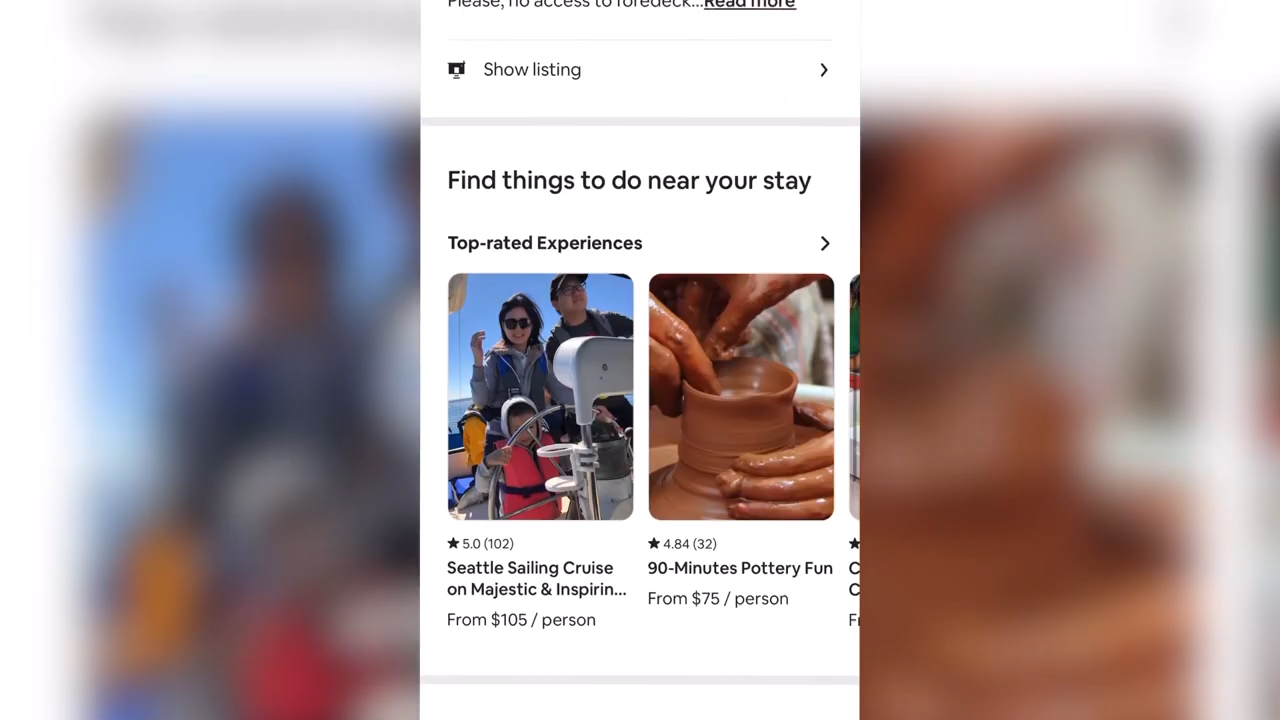 Please, no access to foredeck...Read more
Show listing
Find things to do near your stay
Top-rated Experiences
5.0 (102)
Seattle Sailing Cruise
on Majestic & Inspirin...
From $105 / person
4.84 (32)
90-Minutes Pottery Fun
From $75 / person